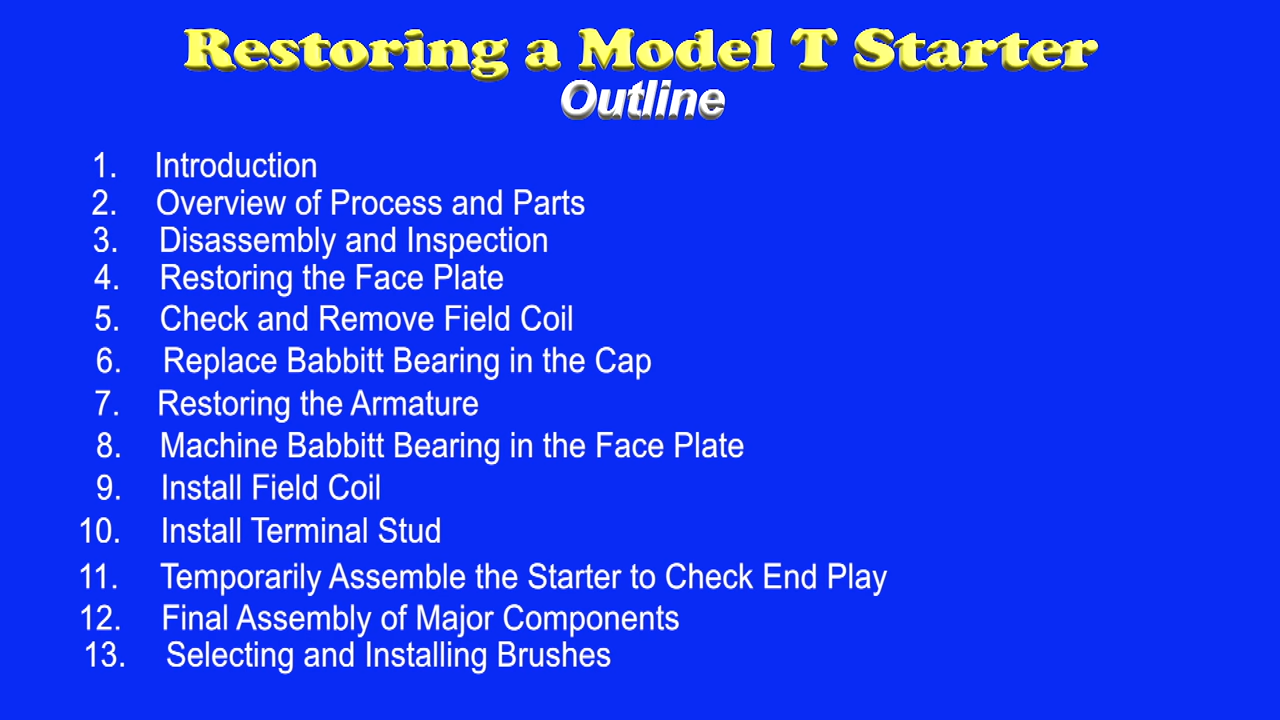 Restoring a Model T Starter
Outline
1. Introduction
2. Overview of Process and Parts
3. Disassembly and Inspection
4. Restoring the Face Plate
5. Check and Remove Field Coil
6. Replace Babbitt Bearing in the Cap
7. Restoring the Armature
8. Machine Babbitt Bearing in the Face Plate
9. Install Field Coil
10. Install Terminal Stud
11. Temporarily Assemble the Starter to Check End Play
12. Final Assembly of Major Components
13. Selecting and Installing Brushes